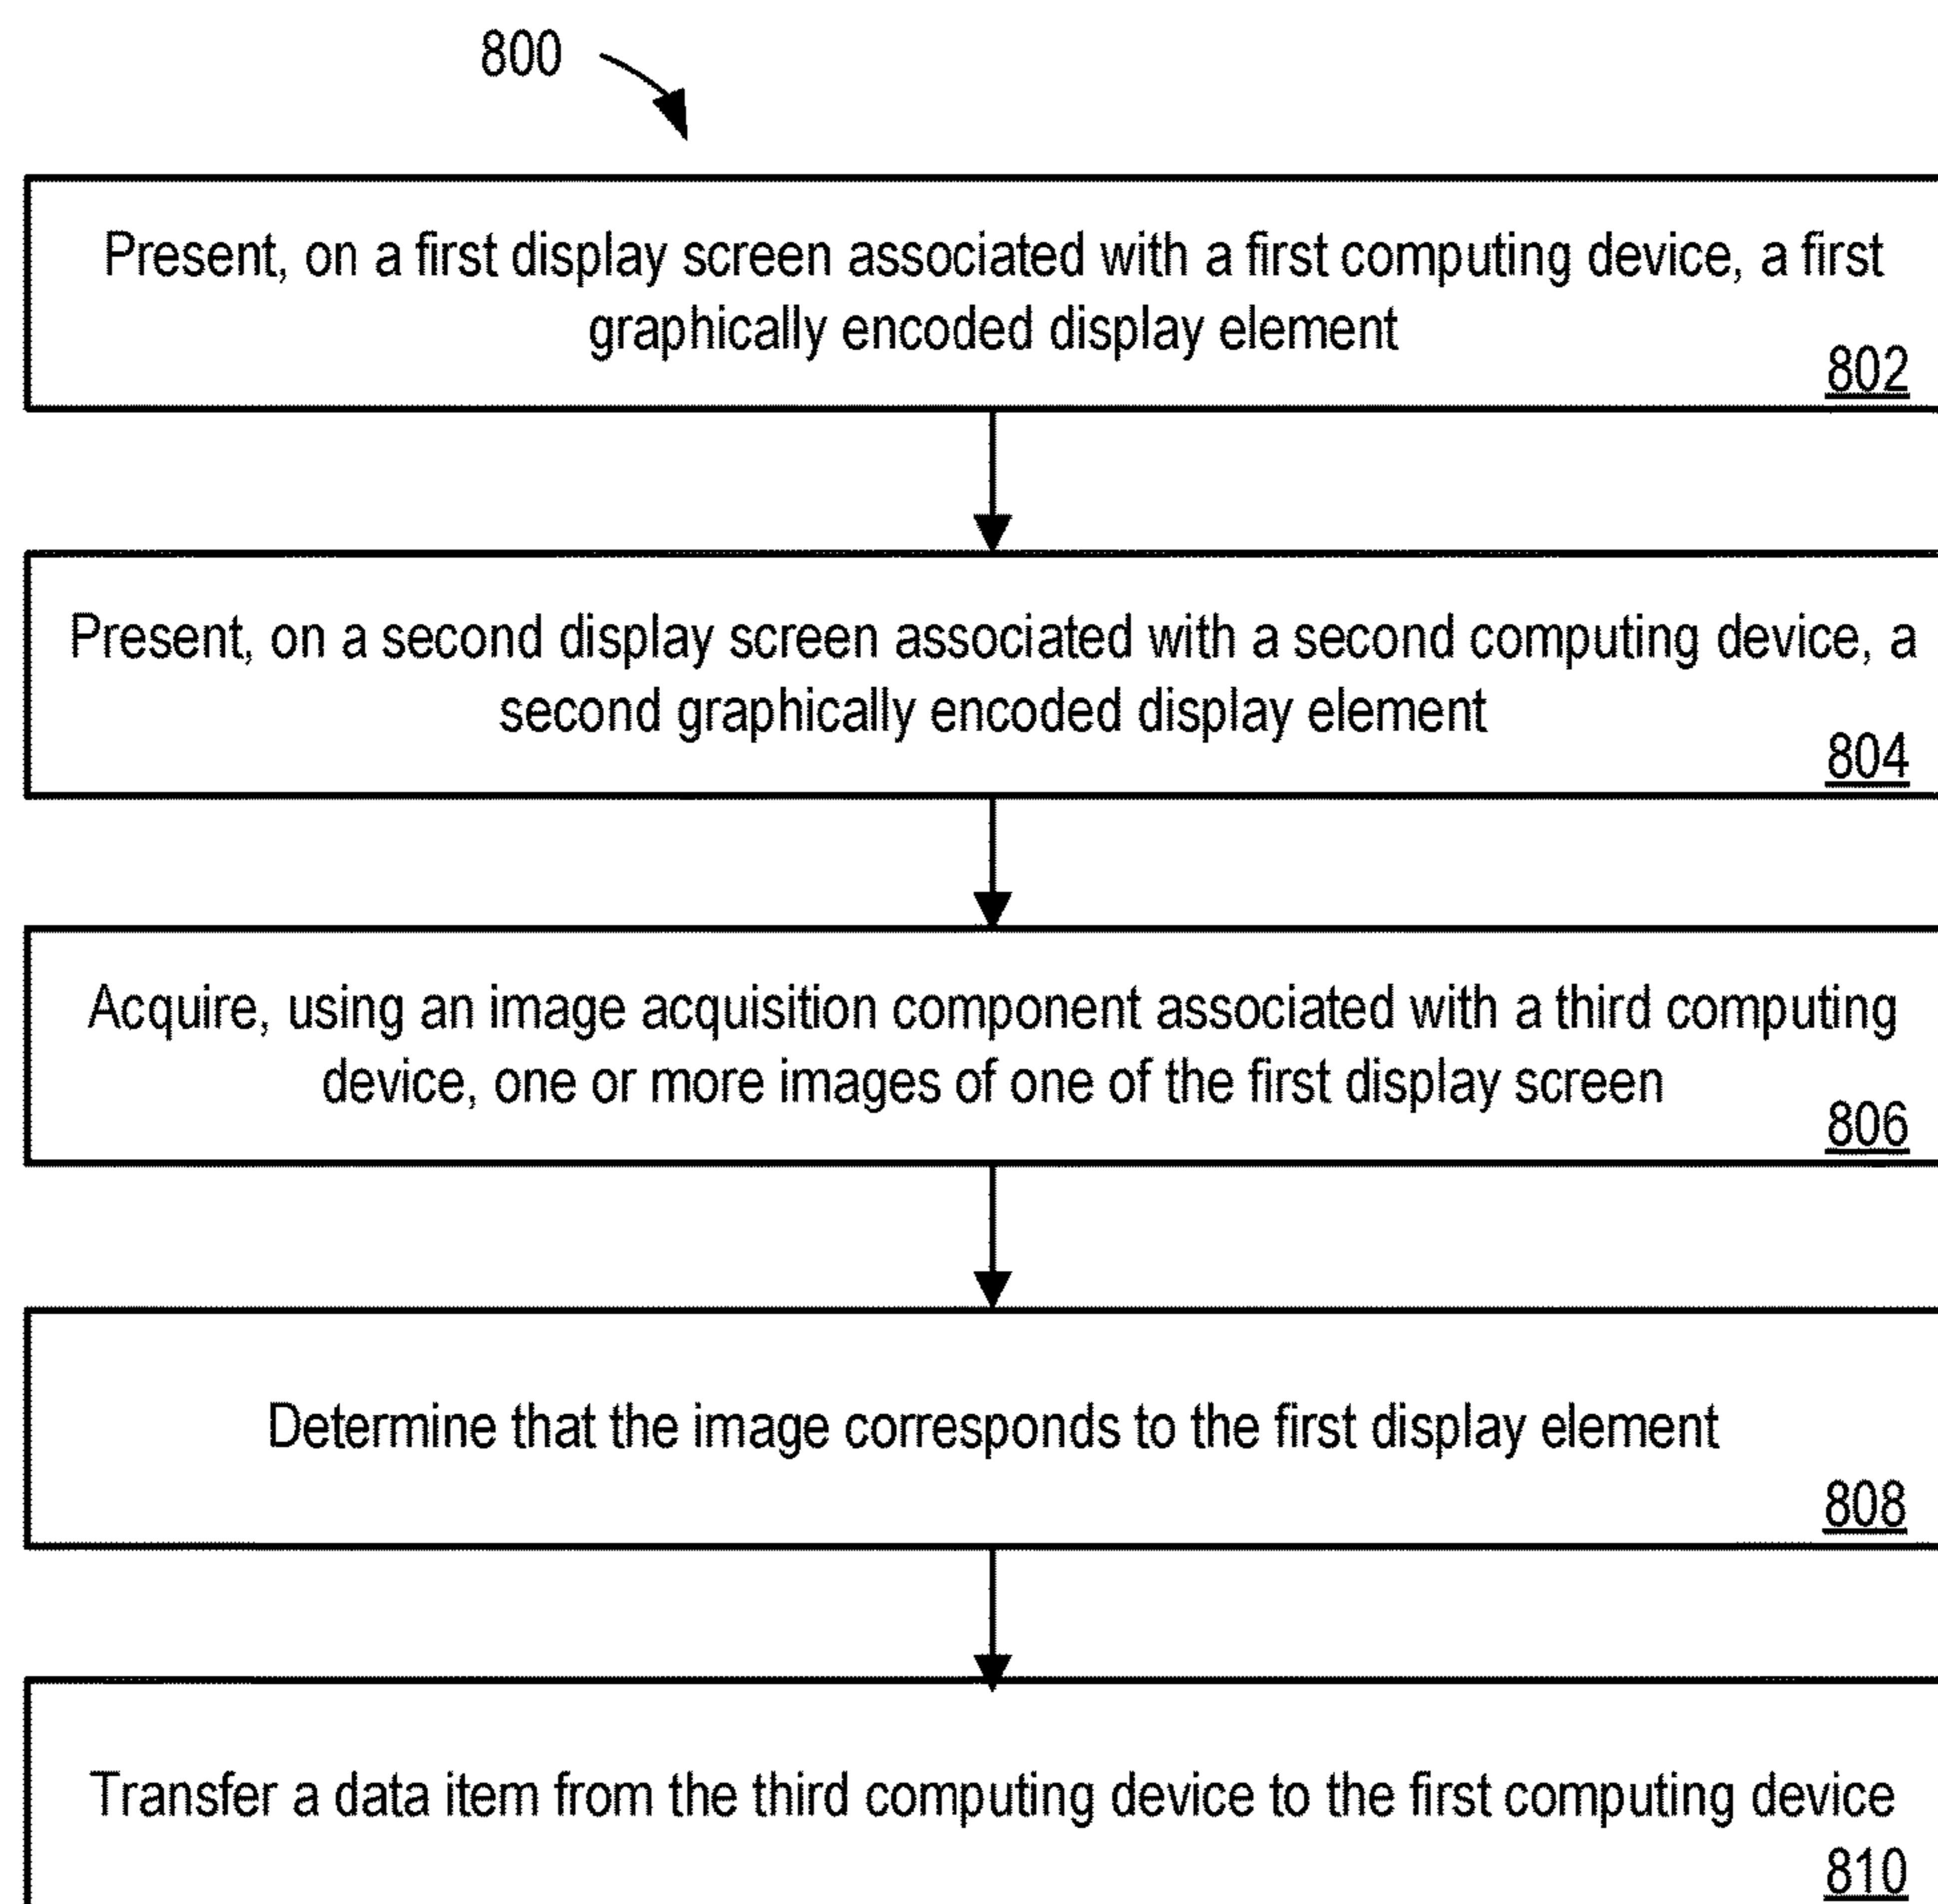 800
Present, on a first display screen associated with a first computing device, a first
graphically encoded display element
802
Present, on a second display screen associated with a second computing device, a
second graphically encoded display element
804
Acquire, using an image acquisition component associated with a third computing
device, one or more images of one of the first display screen
806
Determine that the image corresponds to the first display element
808
Transfer a data item from the third computing device to the first computing device
810